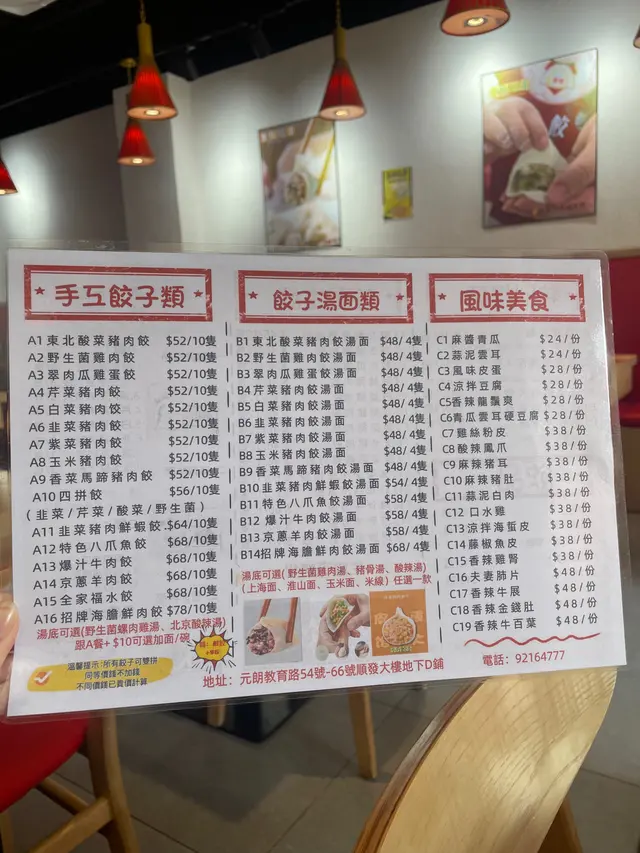 手工餃子類
A1 東北酸菜豬肉餃 $52/10隻
A2 野生菌雞肉餃 $52/10隻
A3 翠肉瓜雞蛋餃 $52/10隻
A4 芹菜豬肉餃 $52/10隻
A5 白菜豬肉餃 $52/10隻
A6 韭菜豬肉餃 $52/10隻
A7 紫菜豬肉餃 $52/10隻
A8 玉米豬肉餃 $52/10隻
A9 香菜馬蹄豬肉餃 $52/10隻
A10 四拼餃 $56/10隻
(韭菜/芹菜/酸菜/野生菌)
A11 韭菜豬肉鮮蝦餃 $64/10隻
A12 特色八爪魚餃 $68/10隻
A13 爆汁牛肉餃 $68/10隻
A14 京蔥羊肉餃 $68/10隻
A15 全家福水餃 $68/10隻
A16 招牌海膽鮮肉餃 $78/10隻
湯底可選(野生菌螺肉雞湯、北京酸辣湯)
跟A餐+$10可選加面/碗
溫馨提示:所有餃子可雙拼
同等價錢不加錢
不同價錢已貴價計算
餃子湯面類
B1 東北酸菜豬肉餃湯面 $48/4隻
B2 野生菌雞肉餃湯面 $48/4隻
B3 翠肉瓜雞蛋餃湯面 $48/4隻
B4 芹菜豬肉餃湯面 $48/4隻
B5 白菜豬肉餃湯面 $48/4隻
B6 韭菜豬肉餃湯面 $48/4隻
B7 紫菜豬肉餃湯面 $48/4隻
B8 玉米豬肉餃湯面 $48/4隻
B9 香菜馬蹄豬肉餃湯面 $48/4隻
B10 韭菜豬肉鮮蝦餃湯面 $54/4隻
B11 特色八爪魚餃湯面 $58/4隻
B12 爆汁牛肉餃湯面 $58/4隻
B13 京蔥羊肉餃湯面 $58/4隻
B14招牌海膽鮮肉餃湯面 $68/4隻
湯底可選(野生菌雞肉湯、豬骨湯、酸辣湯)
(上海面、淮山面、玉米面、米線)任選一款
風味美食
C1 麻醬青瓜 $24/份
C2 蒜泥雲耳 $24/份
C3 風味皮蛋 $28/份
C4 涼拌豆腐 $28/份
C5 香辣龍鬚爽 $28/份
C6 青瓜雲耳硬豆腐 $28/份
C7 雞絲粉皮 $38/份
C8 酸辣鳳爪 $38/份
C9 麻辣豬耳 $38/份
C10 麻辣豬肚 $38/份
C11 蒜泥白肉 $38/份
C12 口水雞 $38/份
C13 涼拌海蜇皮 $38/份
C14 藤椒魚皮 $38/份
C15 香辣雞腎 $38/份
C16 夫妻肺片 $48/份
C17 香辣牛展 $48/份
C18 香辣金錢肚 $48/份
C19 香辣牛百葉 $48/份
地址：元朗教育路54號-66號順發大樓地下D鋪
電話：92164777